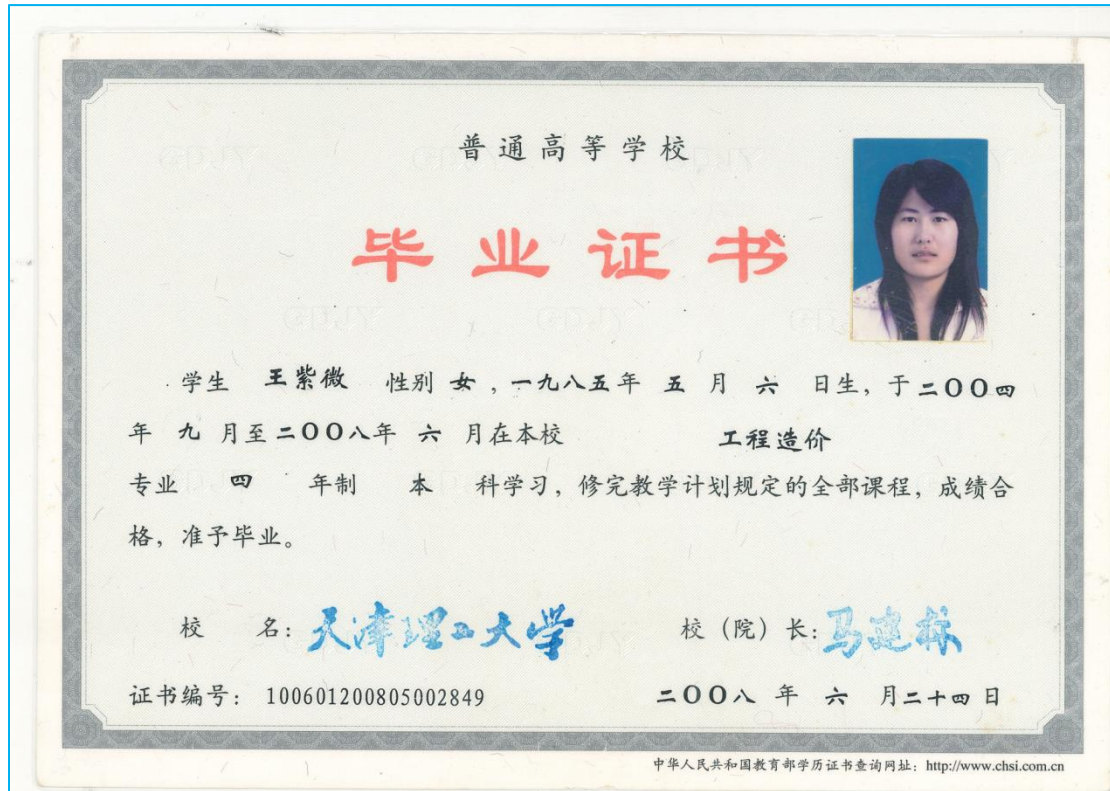 普通高等学校
毕业证书
学生 王紫微 性别 女，一九八五年 五 月 六 日生，于二〇〇四
年 九 月至二〇〇八年 六 月在本校 工程造价
专业 四 年制 本 科学习，修完教学计划规定的全部课程，成绩合
格，准予毕业。
校 名：天津理工大学 校（院）长：马建标
证书编号： 100601200805002849 二〇〇八 年 六 月二十四日
中华人民共和国教育部学历证书查询网址：http://www.chsi.com.cn